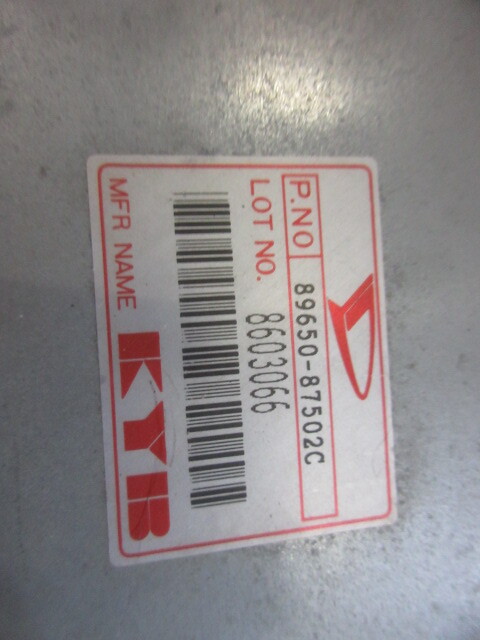 P.NO 89650-87502C
LOT NO. 8603066
MFR NAME KYB